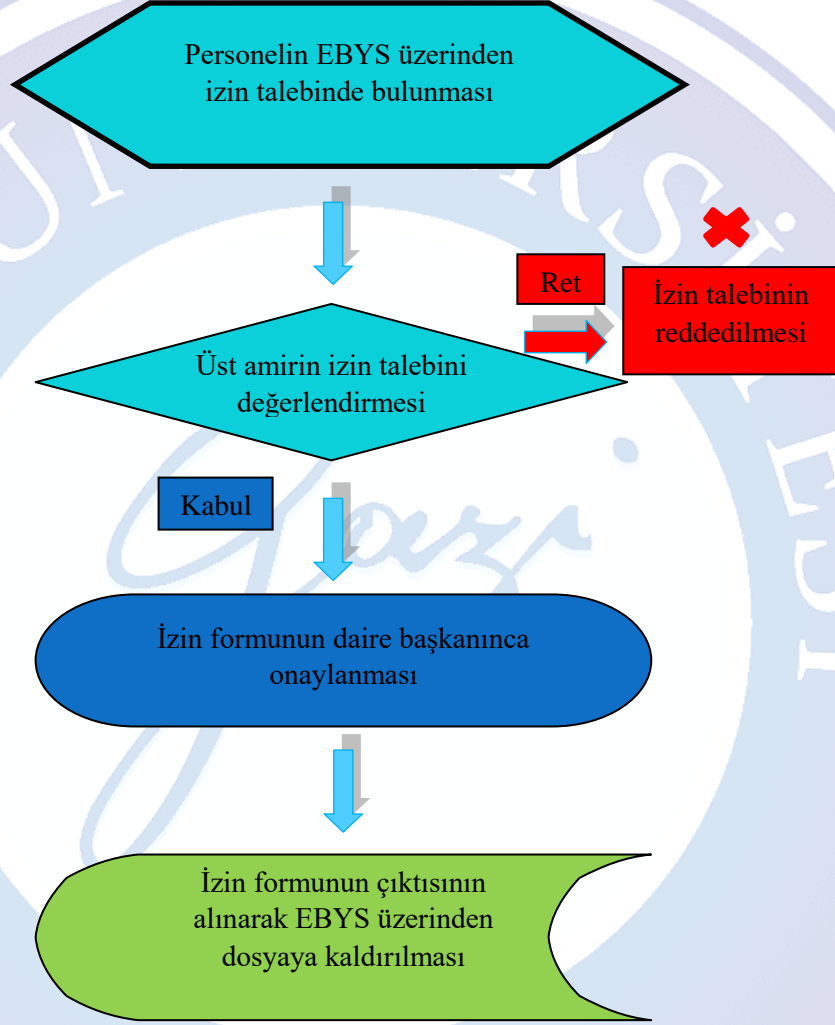 Personelin EBYS üzerinden
izin talebinde bulunması
Ret
İzin talebinin
reddedilmesi
Üst amirin izin talebini
değerlendirmesi
Kabul
İzin formunun daire başkanınca
onaylanması
İzin formunun çıktısının
alınarak EBYS üzerinden
dosyaya kaldırılması
Gazi